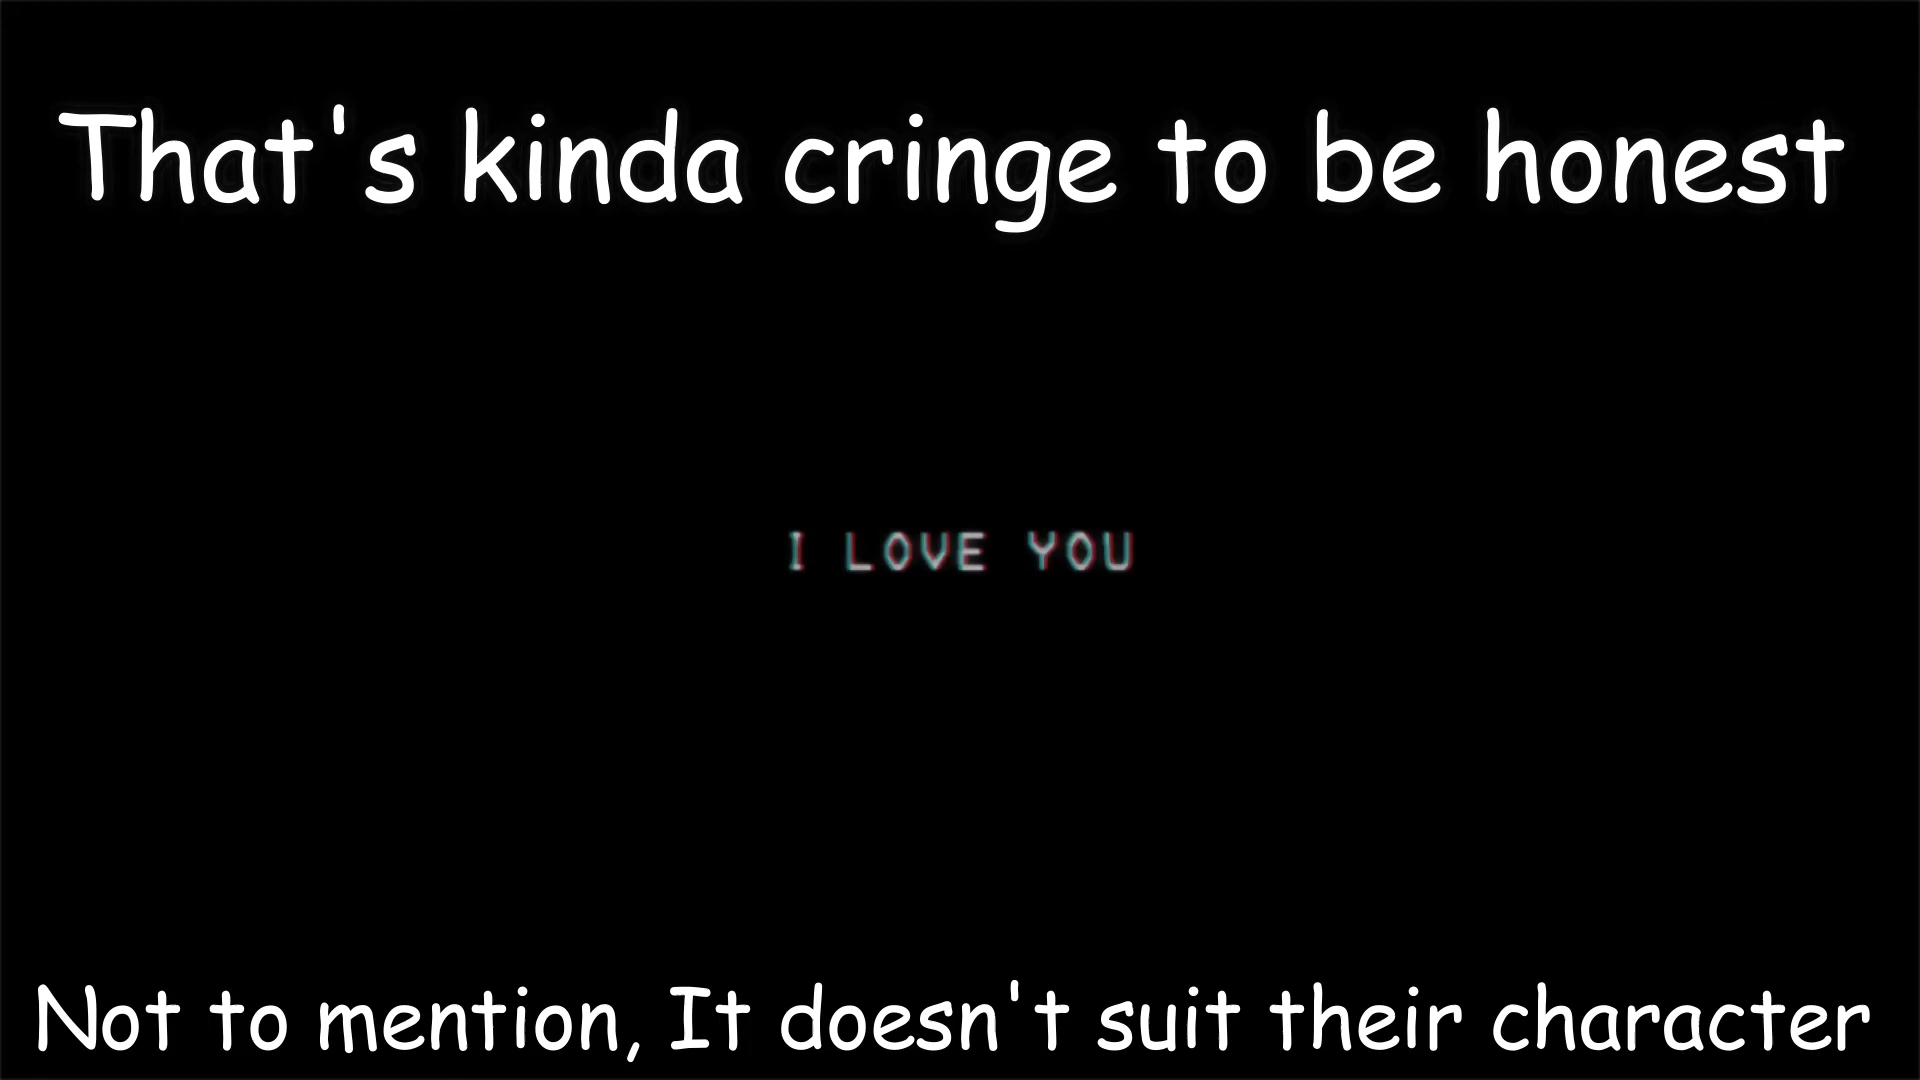 That's kinda cringe to be honest
I LOVE YOU
Not to mention, It doesn't suit their character